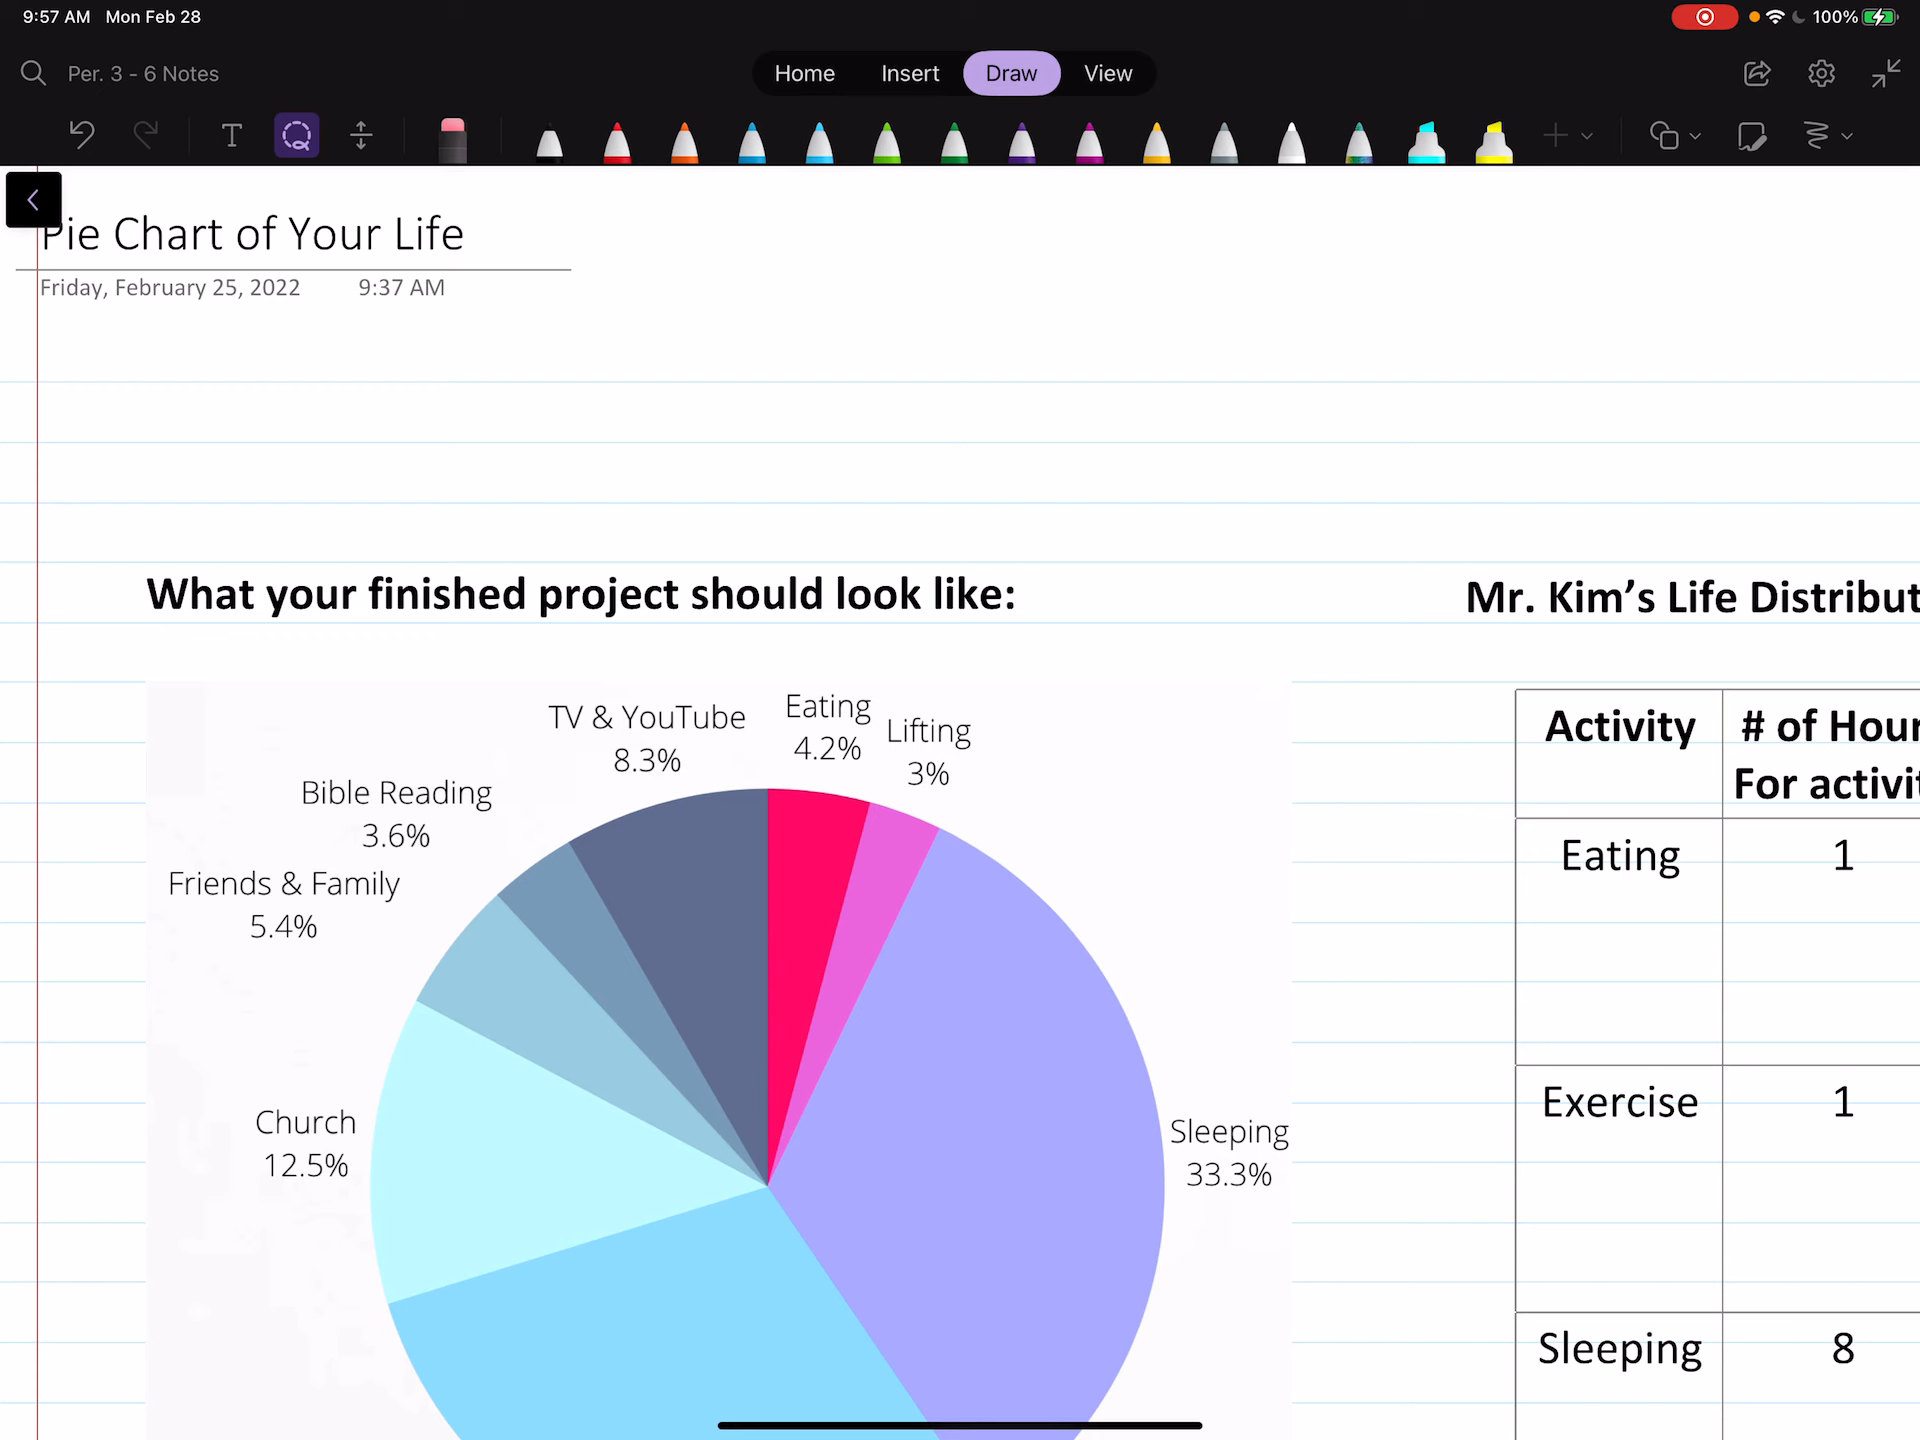 9:57 AM Mon Feb 28
100%
Per. 3 - 6 Notes
Home Insert Draw View
T
Pie Chart of Your Life
Friday, February 25, 2022 9:37 AM
What your finished project should look like:
Mr. Kim’s Life Distribut
TV & YouTube
8.3%
Eating
4.2%
Lifting
3%
Bible Reading
3.6%
Friends & Family
5.4%
Church
12.5%
Sleeping
33.3%
Activity # of Hour
For activit
Eating 1
Exercise 1
Sleeping 8